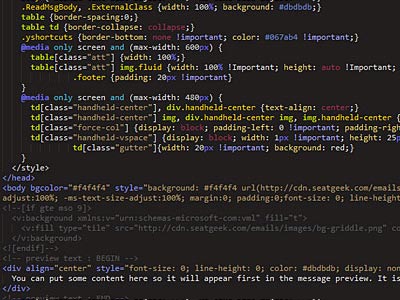 .ReadMsgBody, .ExternalClass {width: 100%; background: #dbdbdb;}
table {border-spacing:0;}
table td {border-collapse: collapse;}
.yshortcuts {border-bottom: none !important; color: #067ab4 !important;}
@media only screen and (max-width: 600px) {
table[class="att"] {width: 100%;}
table[class="att"] img.fluid {width: 100% !important; height: auto !important;
.footer {padding: 20px !important}
}
@media only screen and (max-width: 480px) {
td[class="handheld-center"], div.handheld-center {text-align: center;}
td[class="handheld-center"] img, div.handheld-center img, img.handheld-center {
td[class="force-col"] {display: block; padding-left: 0 !important; padding-righ
td[class="handheld-vspace"] {display: block; width: 1px !important; height: 25p
td[class="gutter"]{width: 20px !important; background: red;}
}
</style>
</head>
<body bgcolor="#f4f4f4" style="background: #f4f4f4 url(http://cdn.seatgeek.com/emails
adjust:100%; -ms-text-size-adjust:100%; margin:0; padding:0;font-size: 0; line-height
<!--[if gte mso 9]>
<v:background xmlns:v="urn:schemas-microsoft-com:vml" fill="t">
<v:fill type="tile" src="http://cdn.seatgeek.com/emails/images/bg-griddle.png" co
</v:background>
<![endif]-->
<!-- preview text : BEGIN -->
<div align="center" style="font-size: 0; line-height: 0; color: #dbdbdb; display: none
You can put some content here so it will appear first in the message preview. It is
</div>
<!-- preview text : END -->